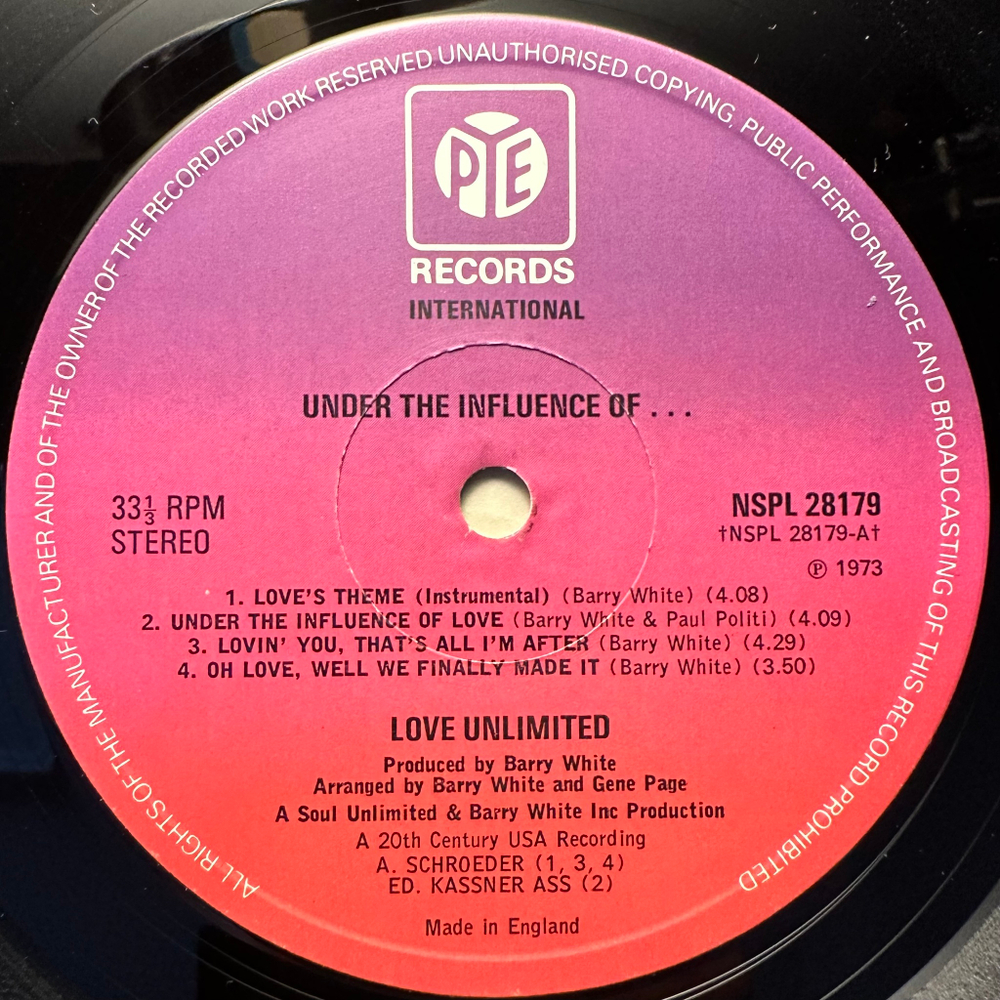 ALL RIGHTS OF THE MANUFACTURER AND OF THE OWNER OF THE RECORDED WORK RESERVED UNAUTHORISED COPYING, PUBLIC PERFORMANCE AND BROADCASTING OF THIS RECORD PROHIBITED
PYE
RECORDS
INTERNATIONAL
UNDER THE INFLUENCE OF . . .
33⅓ RPM
STEREO
NSPL 28179
†NSPL 28179-A†
Ⓟ 1973
1. LOVE'S THEME (Instrumental) (Barry White) (4.08)
2. UNDER THE INFLUENCE OF LOVE (Barry White & Paul Politi) (4.09)
3. LOVIN' YOU, THAT'S ALL I'M AFTER (Barry White) (4.29)
4. OH LOVE, WELL WE FINALLY MADE IT (Barry White) (3.50)
LOVE UNLIMITED
Produced by Barry White
Arranged by Barry White and Gene Page
A Soul Unlimited & Barry White Inc Production
A 20th Century USA Recording
A. SCHROEDER (1, 3, 4)
ED. KASSNER ASS (2)
Made in England